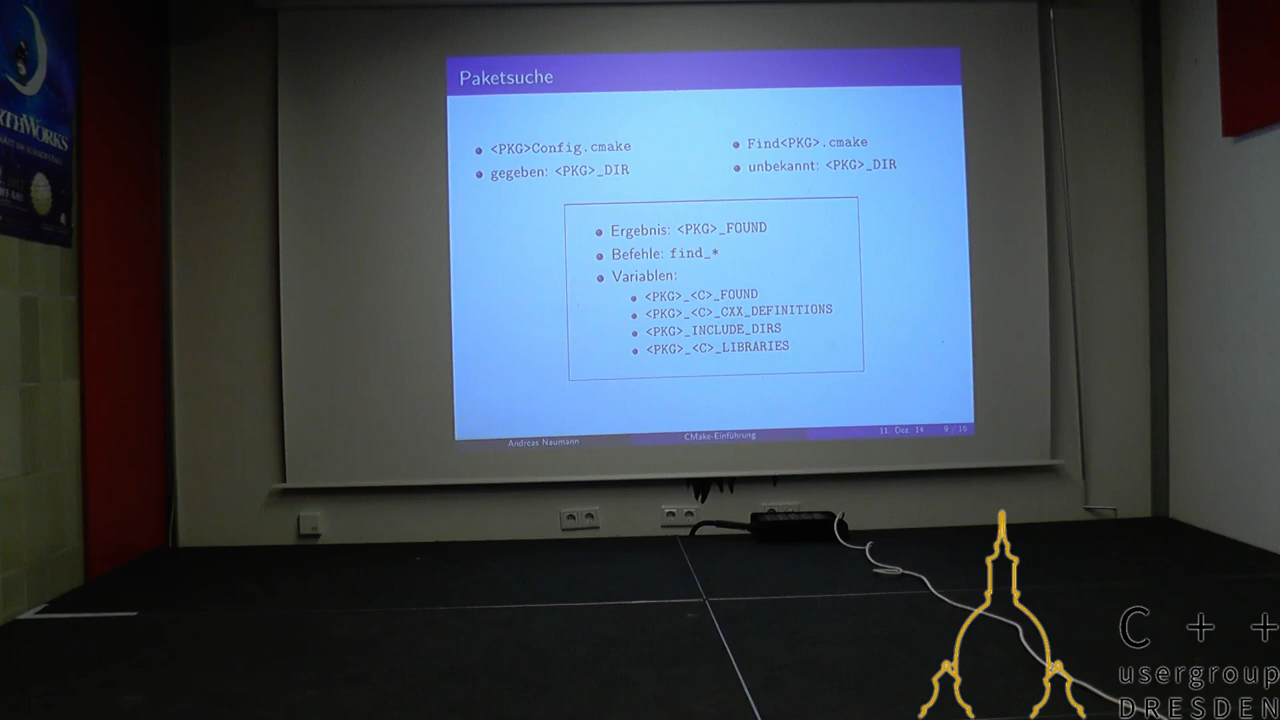 Paketsuche
<PKG>Config.cmake
gegeben: <PKG>_DIR
Find<PKG>.cmake
unbekannt: <PKG>_DIR
Ergebnis: <PKG>_FOUND
Befehle: find_*
Variablen:
<PKG>_<C>_FOUND
<PKG>_<C>_CXX_DEFINITIONS
<PKG>_INCLUDE_DIRS
<PKG>_<C>_LIBRARIES
Andreas Naumann
CMake-Einführung
11. Dez. 14
9 / 16
C++
usergroup
DRESDEN